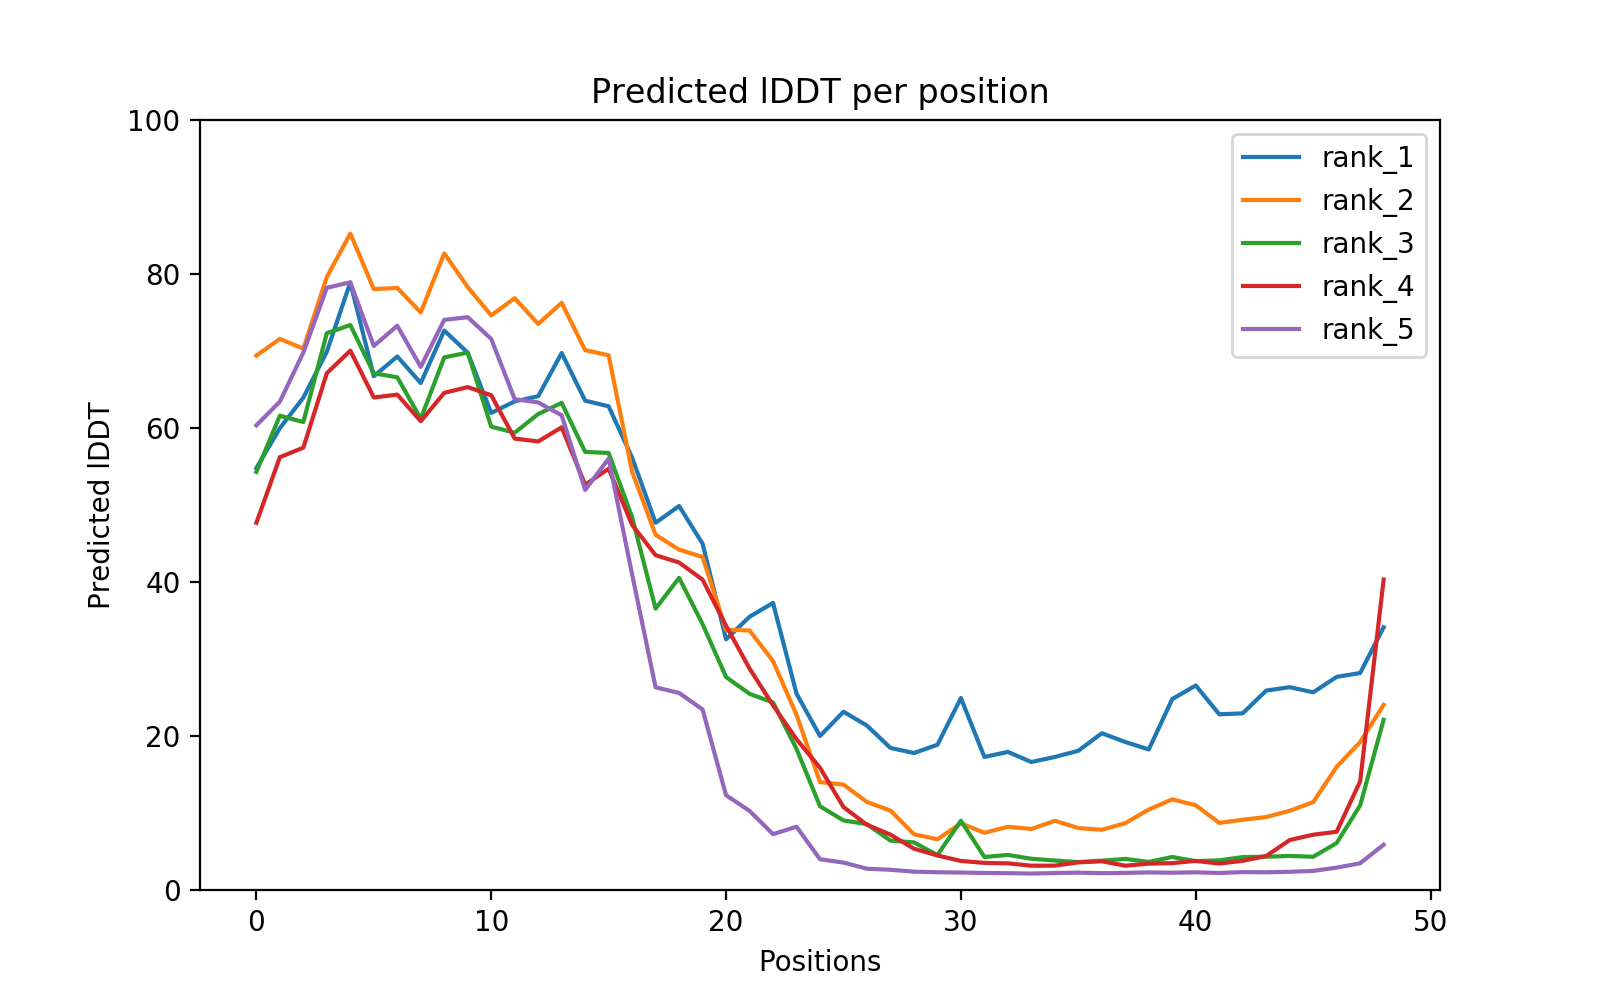 Predicted lDDT per position
100
80
60
40
20
0
Predicted lDDT
0 10 20 30 40 50
Positions
rank_1
rank_2
rank_3
rank_4
rank_5